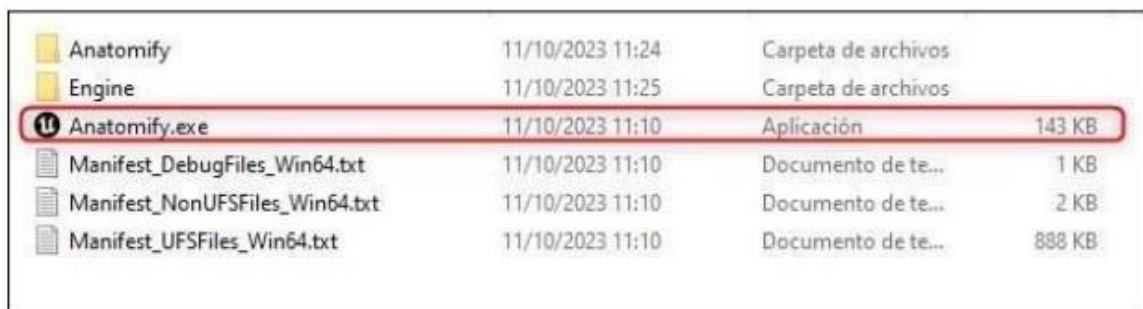 Anatomify 11/10/2023 11:24 Carpeta de archivos
Engine 11/10/2023 11:25 Carpeta de archivos
Anatomify.exe 11/10/2023 11:10 Aplicación 143 KB
Manifest_DebugFiles_Win64.txt 11/10/2023 11:10 Documento de te... 1 KB
Manifest_NonUFSFiles_Win64.txt 11/10/2023 11:10 Documento de te... 2 KB
Manifest_UFSFiles_Win64.txt 11/10/2023 11:10 Documento de te... 888 KB